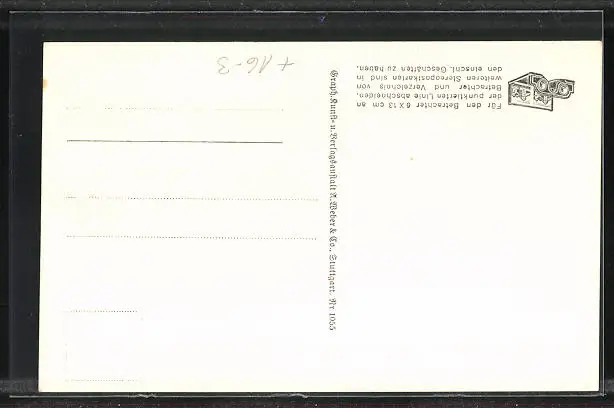 Für den Betrachter 6 X 13 cm an
der punktierten Linie abschneiden.
Betrachter und Verzeichnis von
weiteren Stereopostkarten sind in
den einschl. Geschäften zu haben.
Graph. Kunst- u. Verlagsanstalt A. Weber & Co., Stuttgart. Nr 1055
+ 16-3